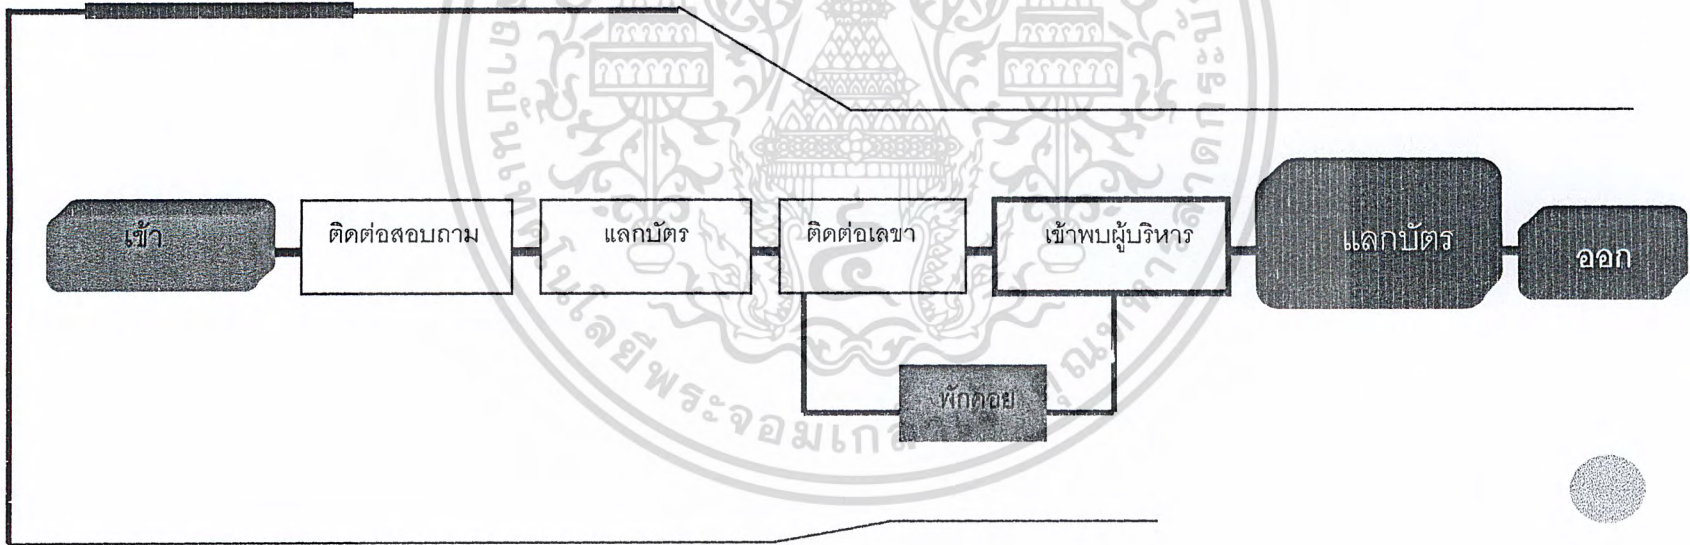 เข้า
ติดต่อสอบถาม
แลกบัตร
ติดต่อเลขา
เข้าพบผู้บริหาร
แลกบัตร
ออก
พักคอย